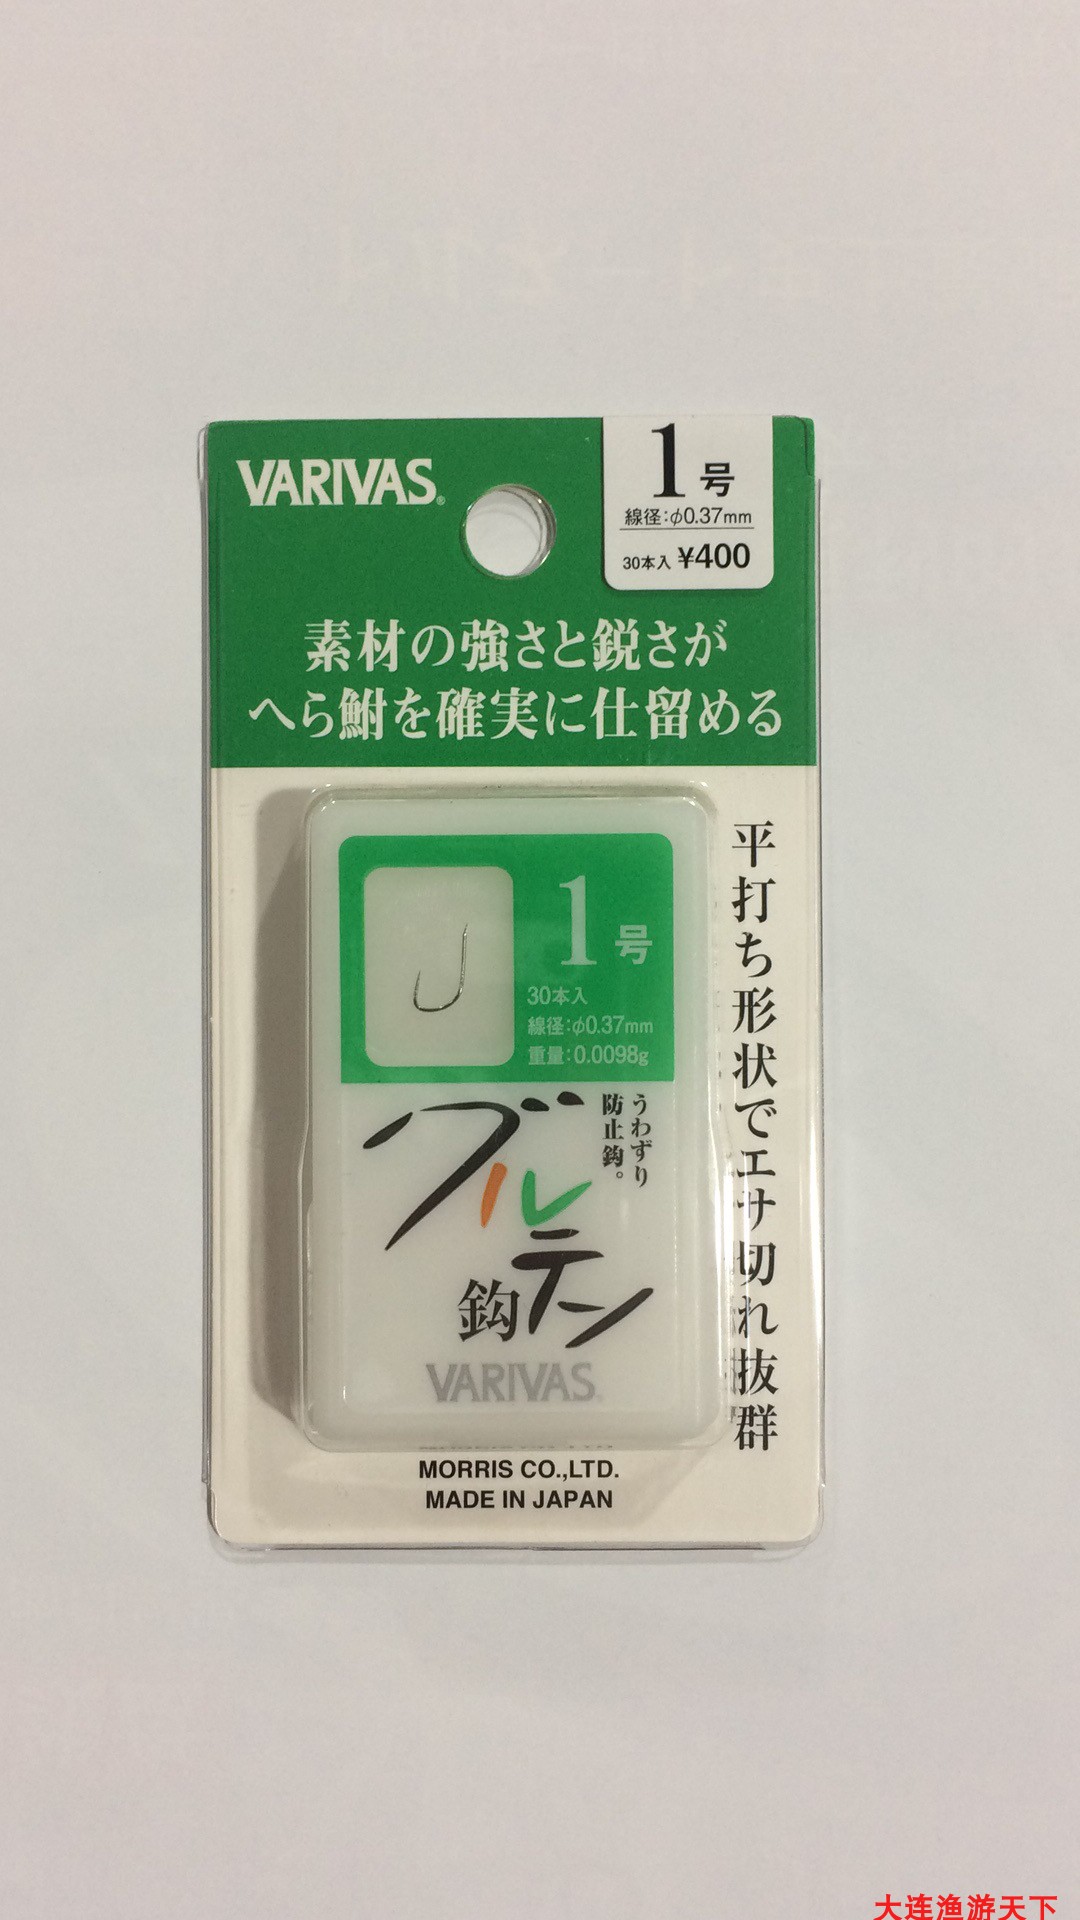 VARIVAS®
1号
線径:φ0.37mm
30本入 ¥400
素材の強さと鋭さが
へら鮒を確実に仕留める
平打ち形状でエサ切れ抜群
1号
30本入
線径:φ0.37mm
重量:0.0098g
うわずり
防止鈎。
グルテン
鈎
VARIVAS
MORRIS CO.,LTD.
MADE IN JAPAN
大连渔游天下